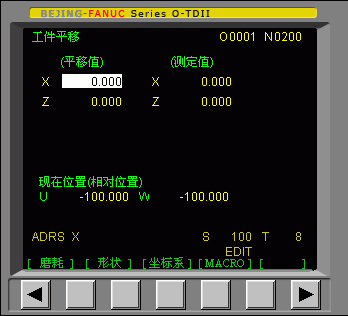 BEJING-FANUC Series O-TDII
工件平移 O0001 N0200
(平移值) (测定值)
X 0.000 X 0.000
Z 0.000 Z 0.000
现在位置(相对位置)
U -100.000 W -100.000
ADRS X S 100 T 8
EDIT
[ 磨耗 ] [ 形状 ] [坐标系] [MACRO] [ ]